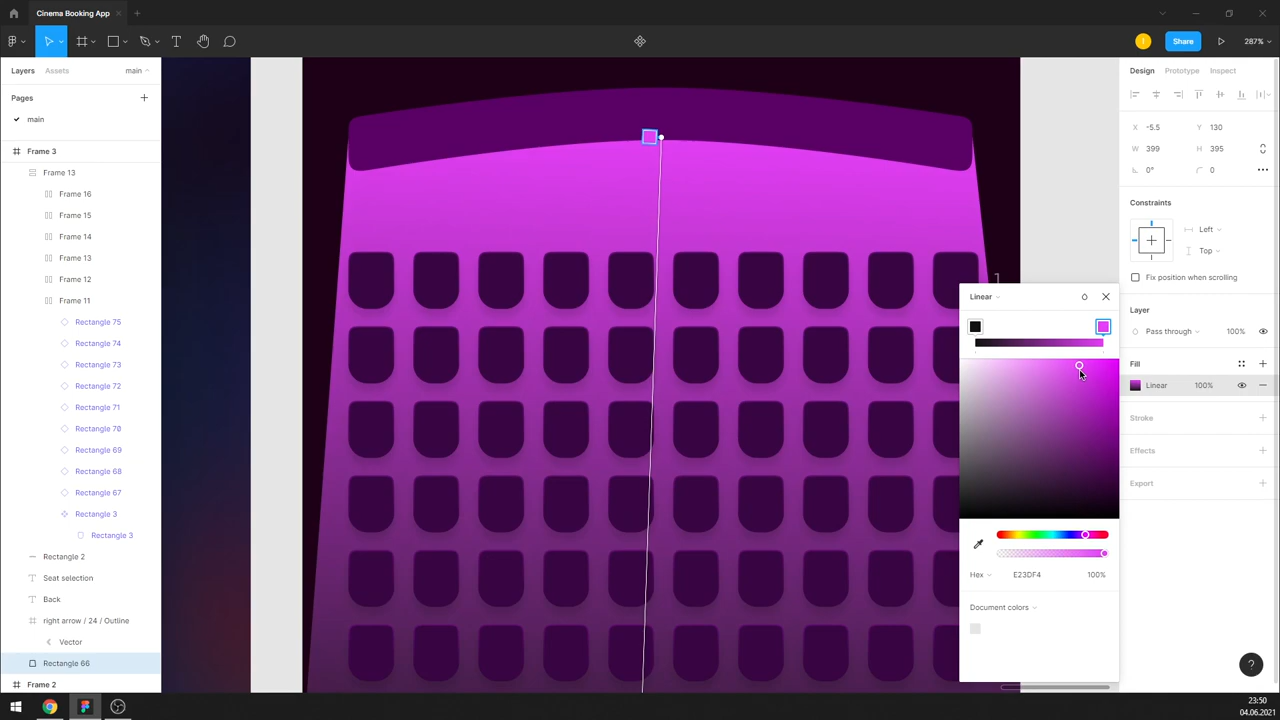 Cinema Booking App
I
Share
287%
Layers
Assets
main
Design
Prototype
Inspect
Pages
main
X
-5.5
Y
130
W
399
H
395
0°
0
Frame 3
Frame 13
Frame 16
Frame 15
Frame 14
Frame 13
Frame 12
Frame 11
Rectangle 75
Rectangle 74
Rectangle 73
Rectangle 72
Rectangle 71
Rectangle 70
Rectangle 69
Rectangle 68
Rectangle 67
Rectangle 3
Rectangle 3
Rectangle 2
Seat selection
Back
right arrow / 24 / Outline
Vector
Rectangle 66
Frame 2
Constraints
Left
Top
Fix position when scrolling
Layer
Pass through
100%
Fill
Linear
100%
Stroke
Effects
Export
Linear
Hex
E23DF4
100%
Document colors
?
23:50
04.06.2021